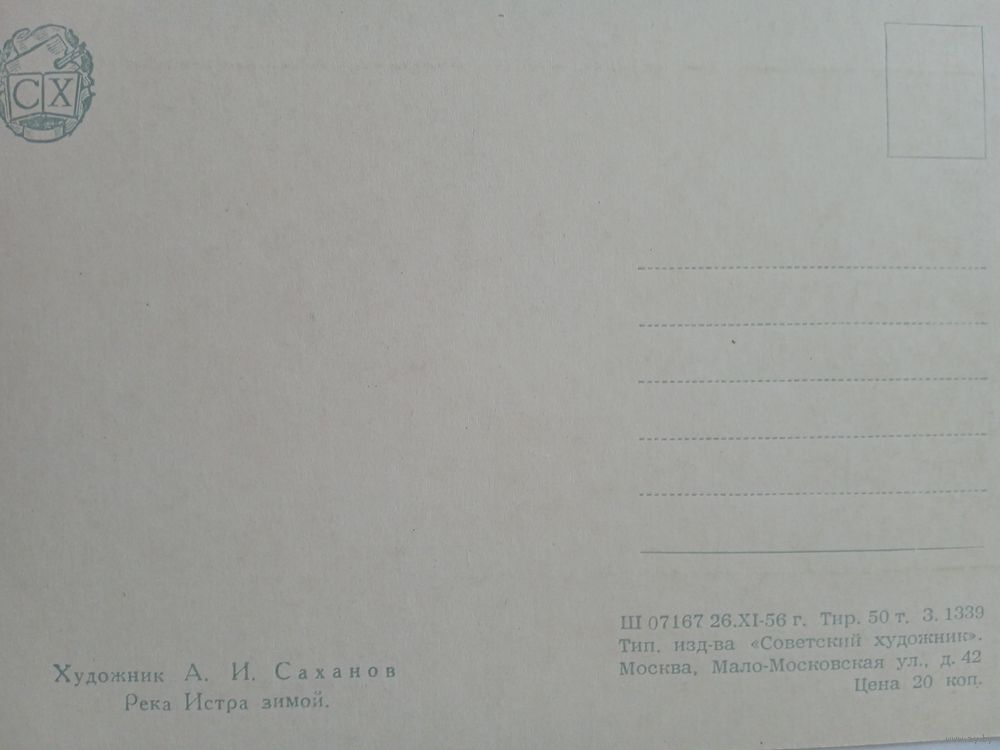 СХ
Художник А. И. Саханов
Река Истра зимой.
Ш 07167 26.XI-56 г. Тир. 50 т. З. 1339
Тип. изд-ва «Советский художник».
Москва, Мало-Московская ул., д. 42
Цена 20 коп.